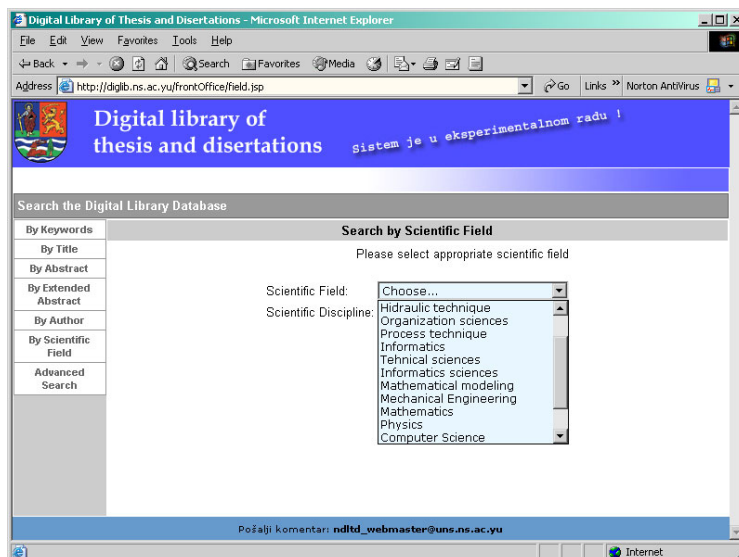 Digital Library of Thesis and Disertations - Microsoft Internet Explorer
File Edit View Favorites Tools Help
Back Search Favorites Media
Address http://diglib.ns.ac.yu/frontOffice/field.jsp Go Links » Norton AntiVirus
Digital library of
thesis and disertations
Sistem je u eksperimentalnom radu !
Search the Digital Library Database
By Keywords
By Title
By Abstract
By Extended
Abstract
By Author
By Scientific
Field
Advanced
Search
Search by Scientific Field
Please select appropriate scientific field
Scientific Field: Choose...
Scientific Discipline:
Hidraulic technique
Organization sciences
Process technique
Informatics
Tehnical sciences
Informatics sciences
Mathematical modeling
Mechanical Engineering
Mathematics
Physics
Computer Science
Pošalji komentar: ndltd_webmaster@uns.ns.ac.yu
Internet